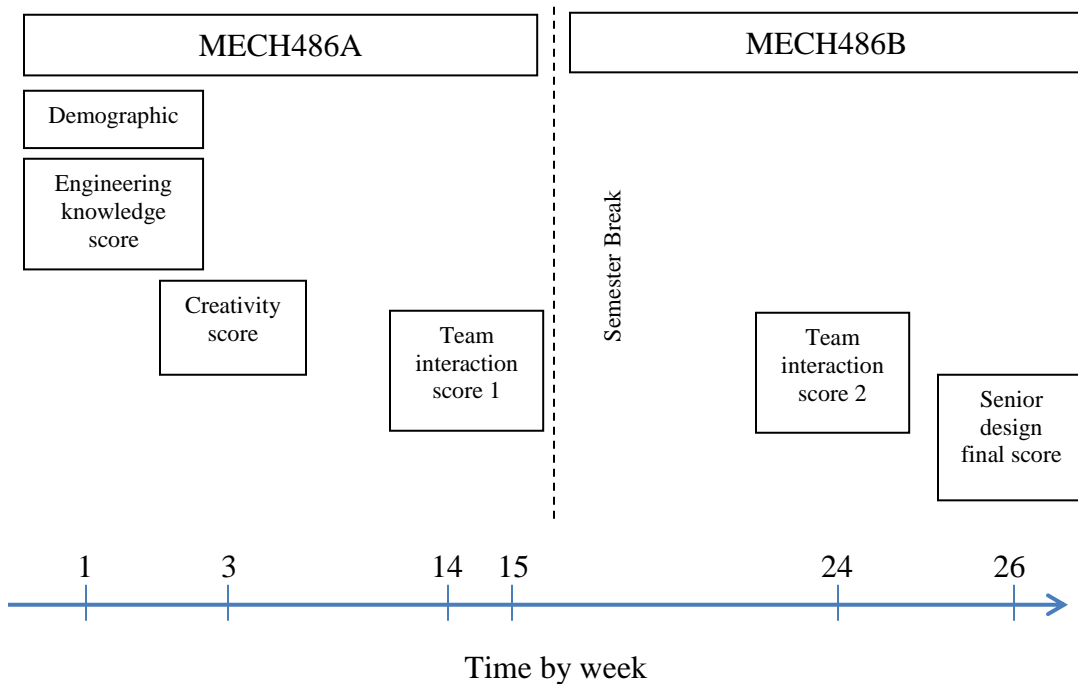 MECH486A
MECH486B
Demographic
Engineering
knowledge
score
Creativity
score
Team
interaction
score 1
Semester Break
Team
interaction
score 2
Senior
design
final score
1
3
14
15
24
26
Time by week